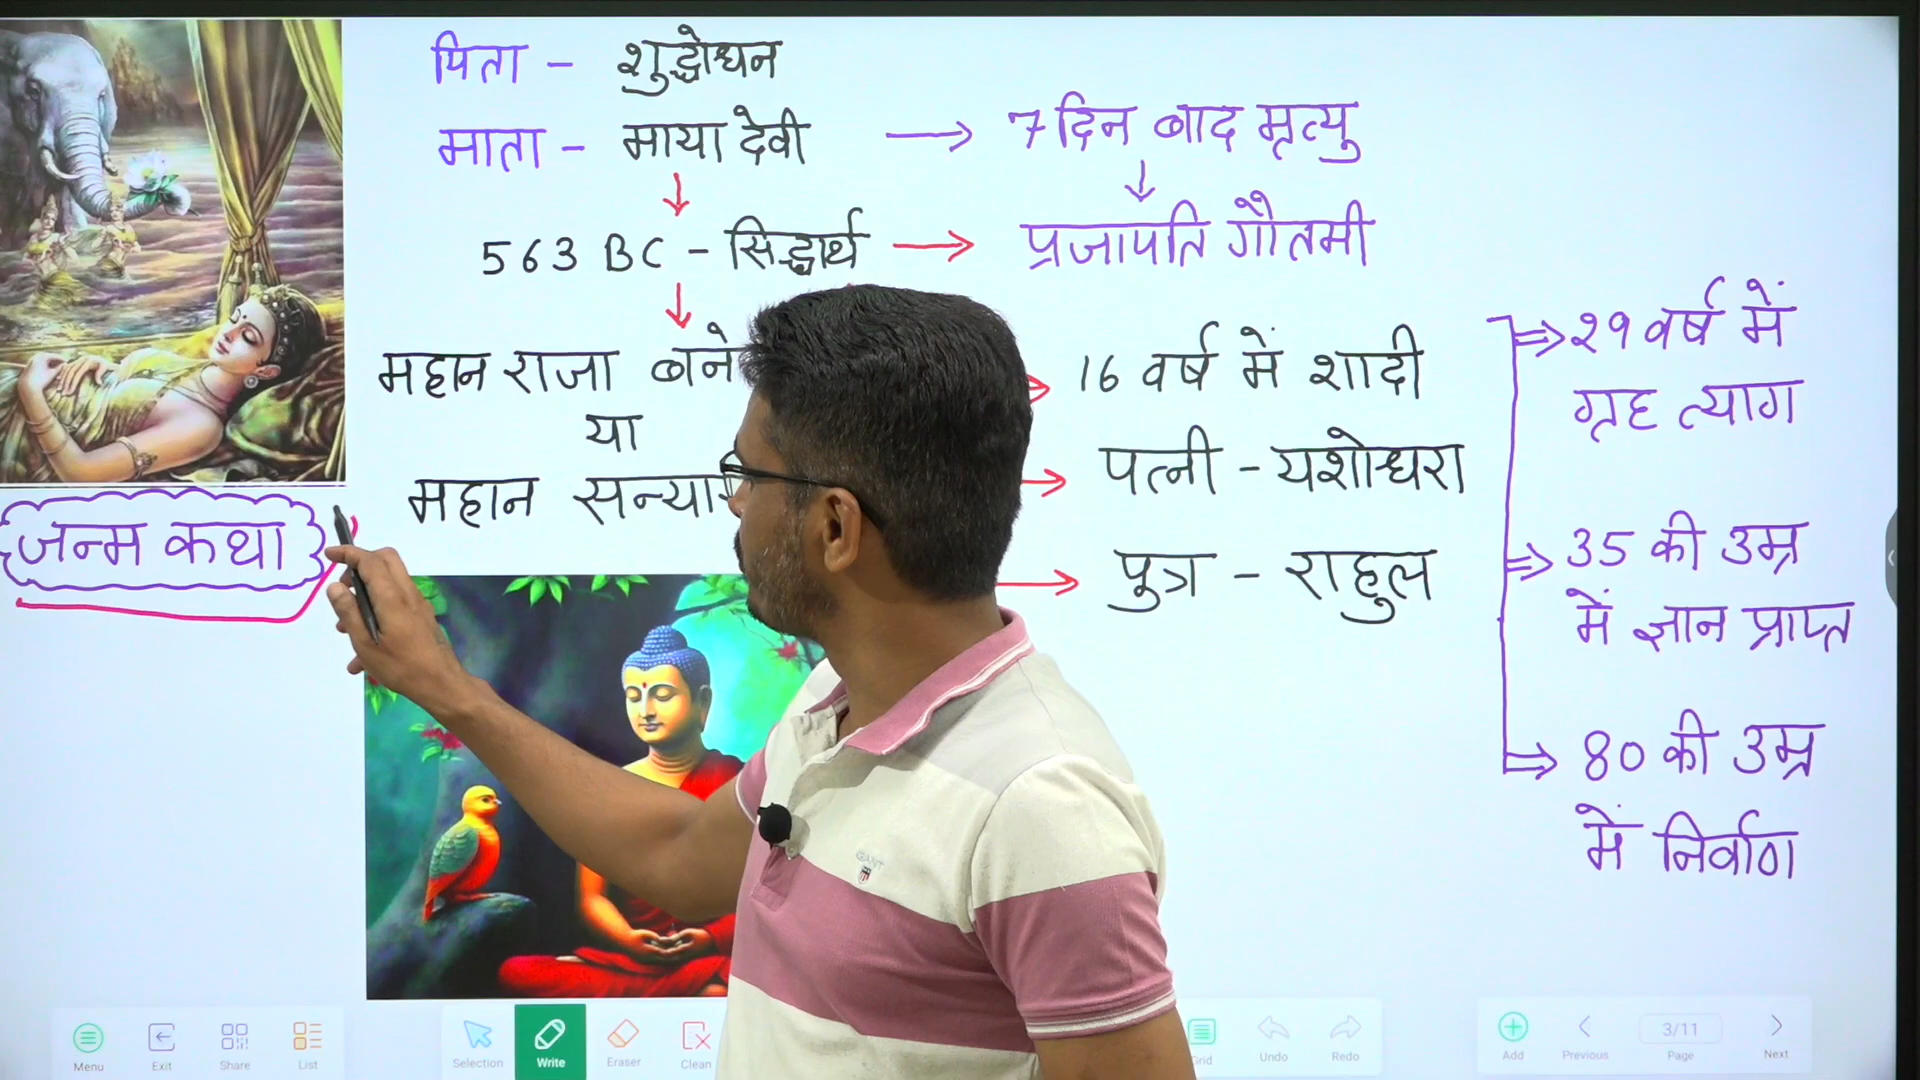 पिता - शुद्धोधन
माता - माया देवी → 7 दिन बाद मृत्यु
↓ ↓
563 BC - सिद्धार्थ → प्रजापति गौतमी
↓
महान राजा बने → 16 वर्ष में शादी
या
महान → पत्नी - यशोधरा
→ पुत्र - राहुल
जन्म कथा
⇒ 29 वर्ष में
गृह त्याग
⇒ 35 की उम्र
में ज्ञान प्राप्त
⇒ 80 की उम्र
में निर्वाण
GANT
Menu Exit Share List Selection Write Eraser Clean Undo Redo Add Previous 3/11 Page Next